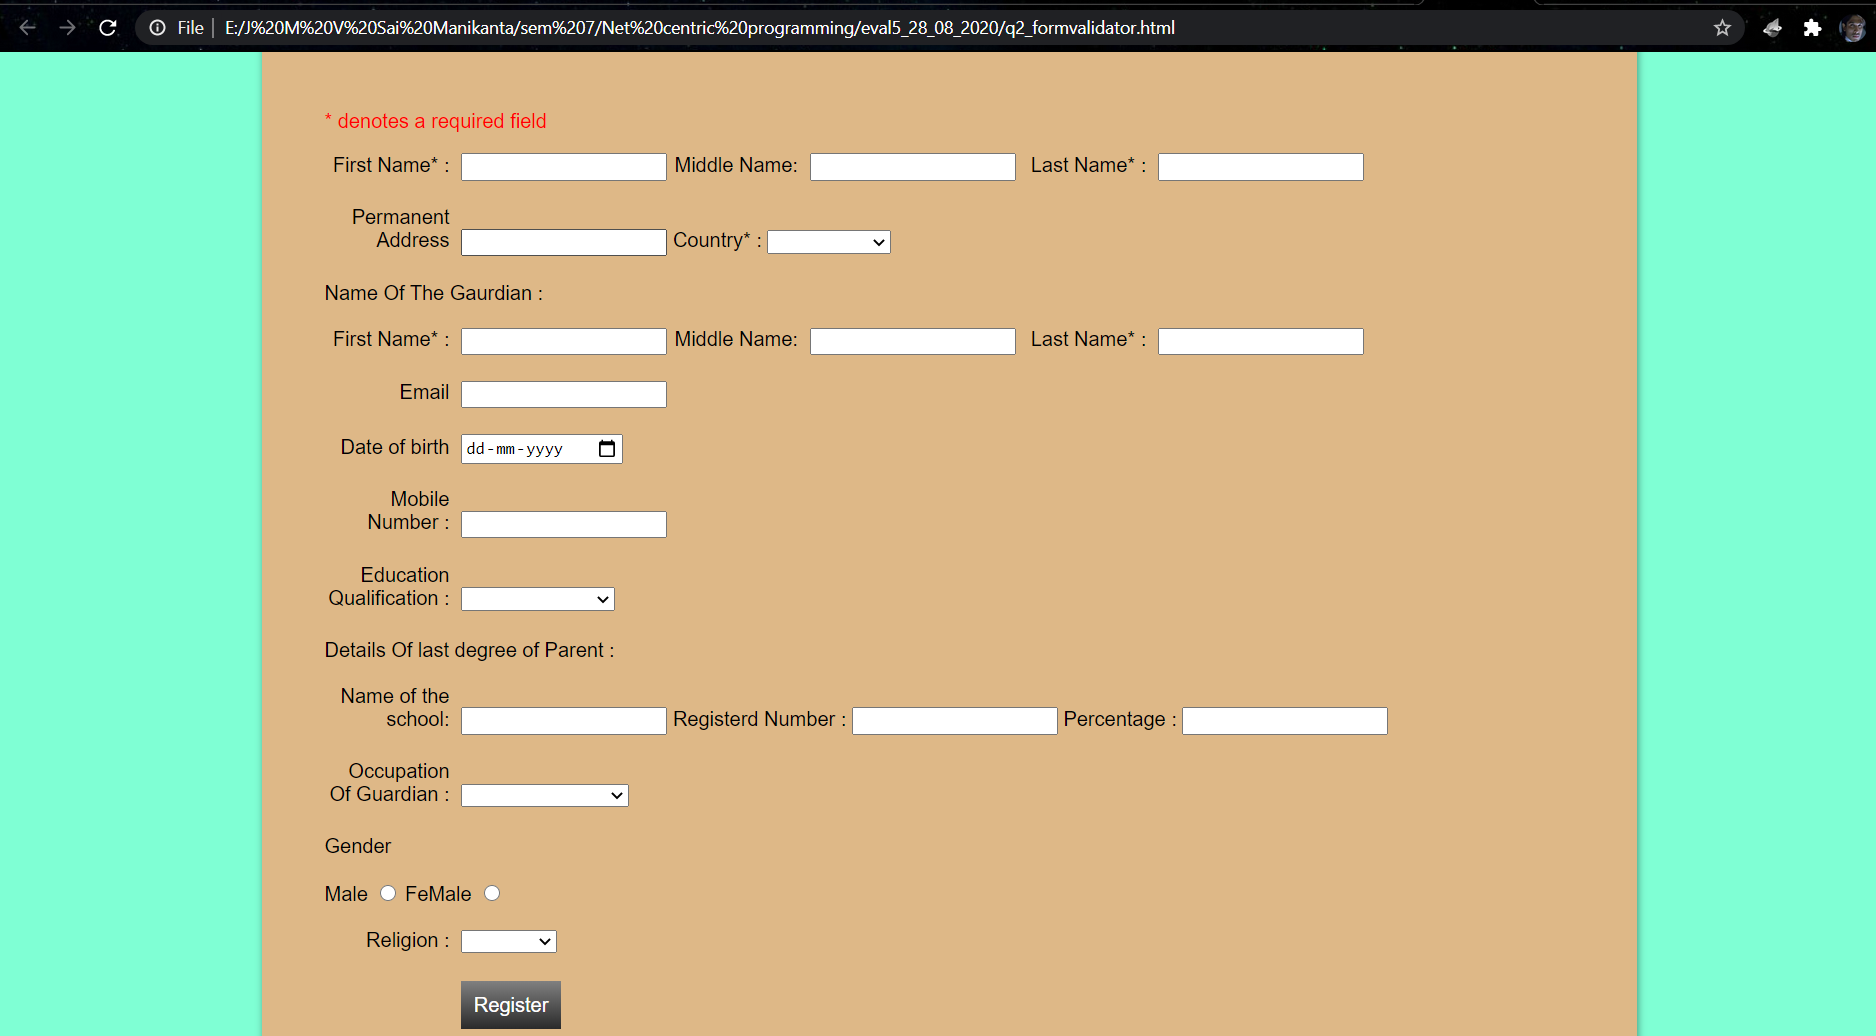 File | E:/J%20M%20V%20Sai%20Manikanta/sem%207/Net%20centric%20programming/eval5_28_08_2020/q2_formvalidator.html
* denotes a required field
First Name* : Middle Name: Last Name* :
Permanent
Address Country* :
Name Of The Gaurdian :
First Name* : Middle Name: Last Name* :
Email
Date of birth dd-mm-yyyy
Mobile
Number :
Education
Qualification :
Details Of last degree of Parent :
Name of the
school: Registerd Number : Percentage :
Occupation
Of Guardian :
Gender
Male FeMale
Religion :
Register